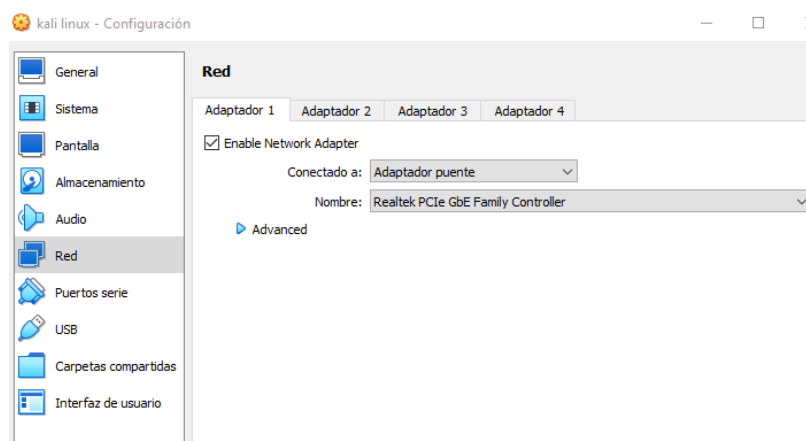 kali linux - Configuración
General
Sistema
Pantalla
Almacenamiento
Audio
Red
Puertos serie
USB
Carpetas compartidas
Interfaz de usuario
Red
Adaptador 1 Adaptador 2 Adaptador 3 Adaptador 4
Enable Network Adapter
Conectado a: Adaptador puente
Nombre: Realtek PCIe GbE Family Controller
Advanced